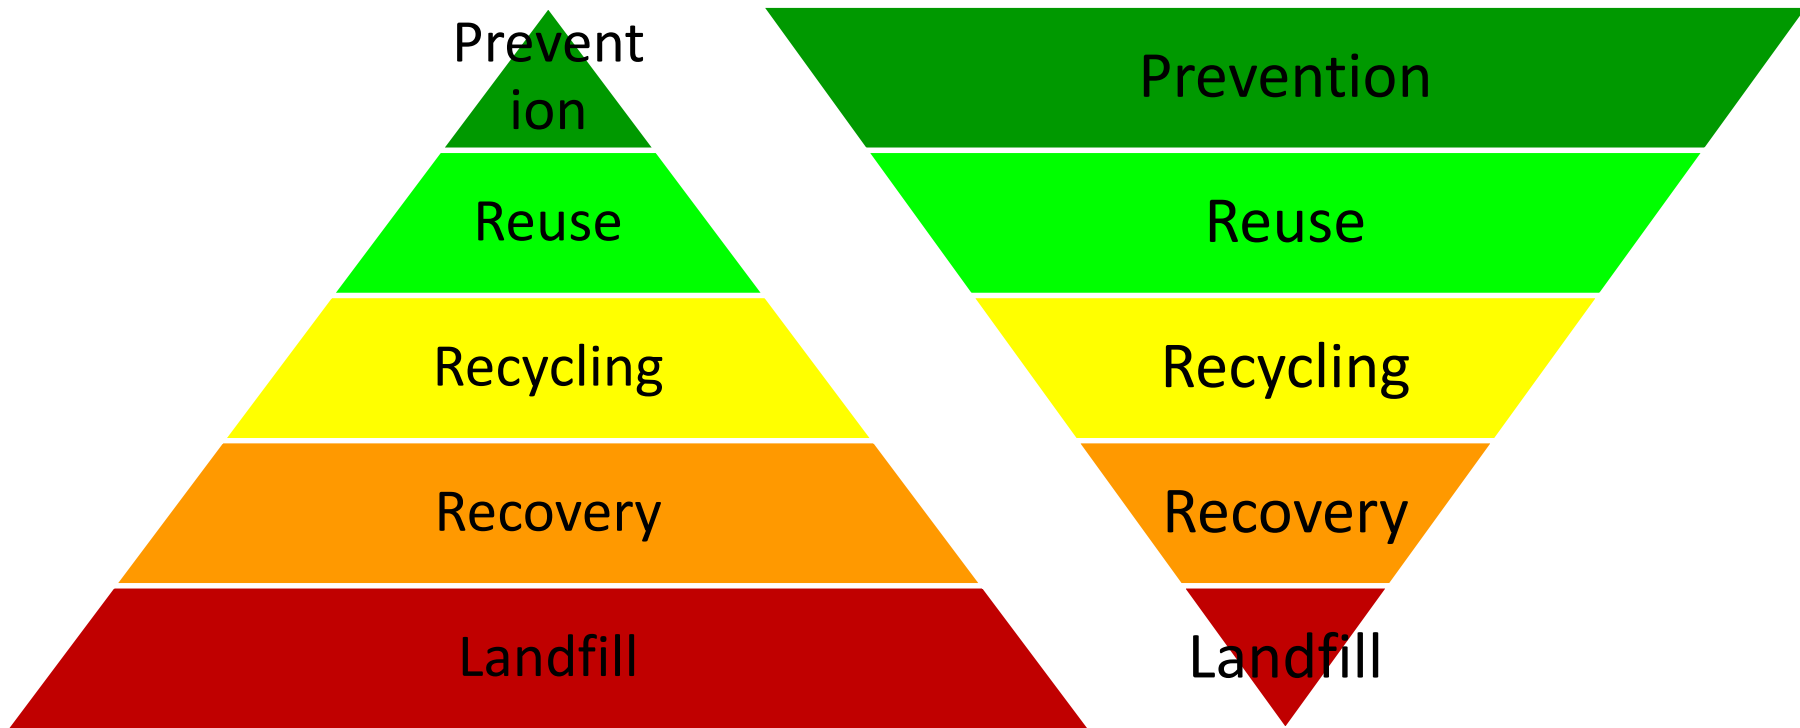 Prevent
ion
Reuse
Recycling
Recovery
Landfill
Prevention
Reuse
Recycling
Recovery
Landfill